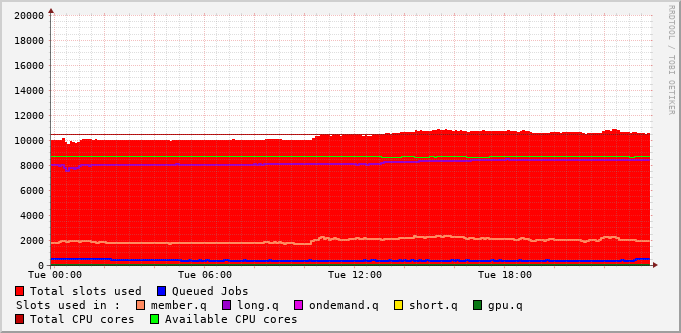 20000
18000
16000
14000
12000
10000
8000
6000
4000
2000
0
Tue 00:00 Tue 06:00 Tue 12:00 Tue 18:00
Total slots used Queued Jobs
Slots used in : member.q long.q ondemand.q short.q gpu.q
Total CPU cores Available CPU cores
RRDTOOL / TOBI OETIKER